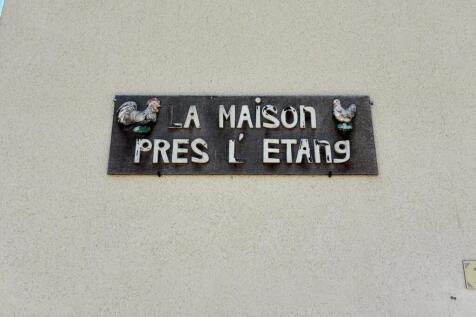 LA MAiSON
PRES L' ETANG